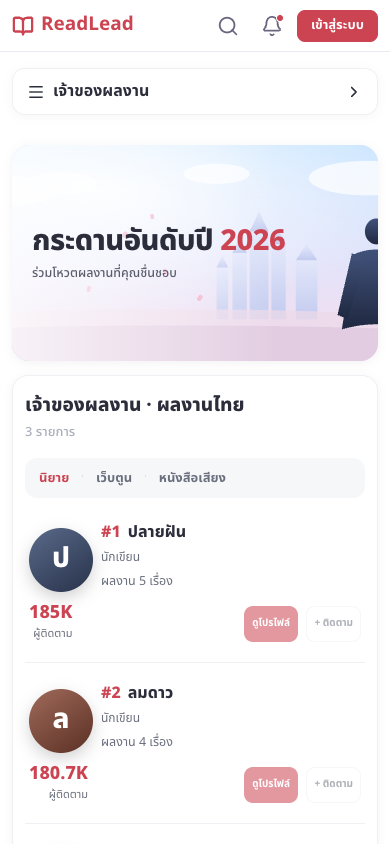 ReadLead
เข้าสู่ระบบ
เจ้าของผลงาน
กระดานอันดับปี 2026
ร่วมโหวตผลงานที่คุณชื่นชอบ
เจ้าของผลงาน · ผลงานไทย
3 รายการ
นิยาย · เว็บตูน · หนังสือเสียง
ป
#1 ปลายฝัน
นักเขียน
ผลงาน 5 เรื่อง
185K
ผู้ติดตาม
ดูโปรไฟล์
+ ติดตาม
ล
#2 ลมดาว
นักเขียน
ผลงาน 4 เรื่อง
180.7K
ผู้ติดตาม
ดูโปรไฟล์
+ ติดตาม